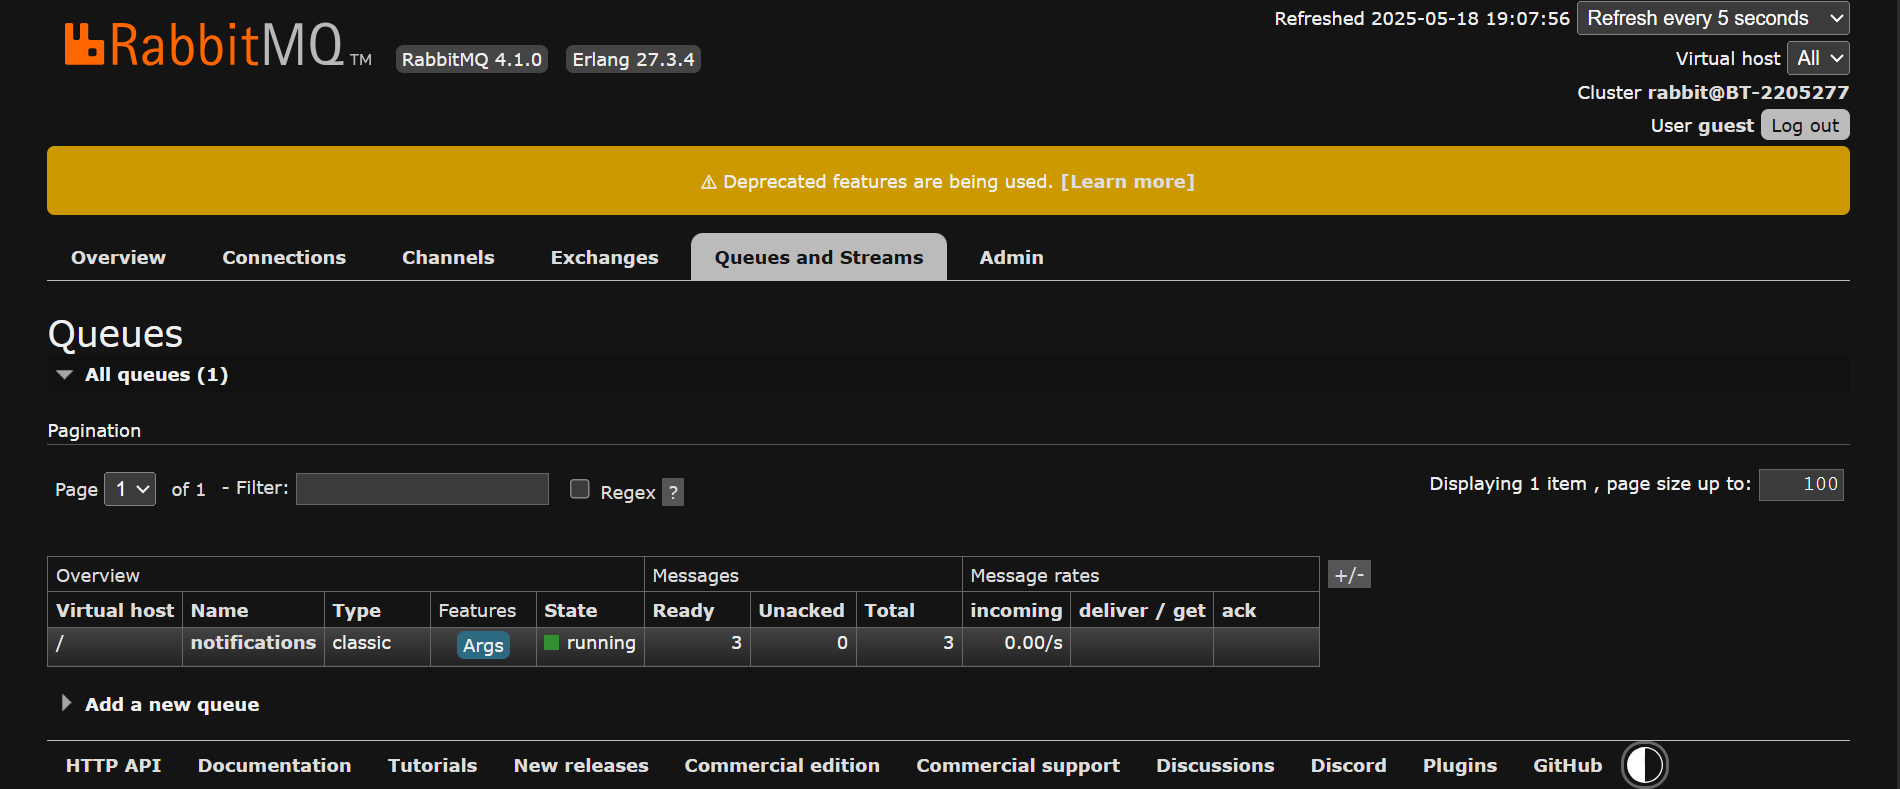 Refreshed 2025-05-18 19:07:56 Refresh every 5 seconds
RabbitMQ TM RabbitMQ 4.1.0 Erlang 27.3.4
Virtual host All
Cluster rabbit@BT-2205277
User guest Log out
⚠ Deprecated features are being used. [Learn more]
Overview Connections Channels Exchanges Queues and Streams Admin
Queues
All queues (1)
Pagination
Page 1 of 1 - Filter: Regex ? Displaying 1 item , page size up to: 100
Overview Messages Message rates +/-
Virtual host Name Type Features State Ready Unacked Total incoming deliver / get ack
/ notifications classic Args running 3 0 3 0.00/s
Add a new queue
HTTP API Documentation Tutorials New releases Commercial edition Commercial support Discussions Discord Plugins GitHub